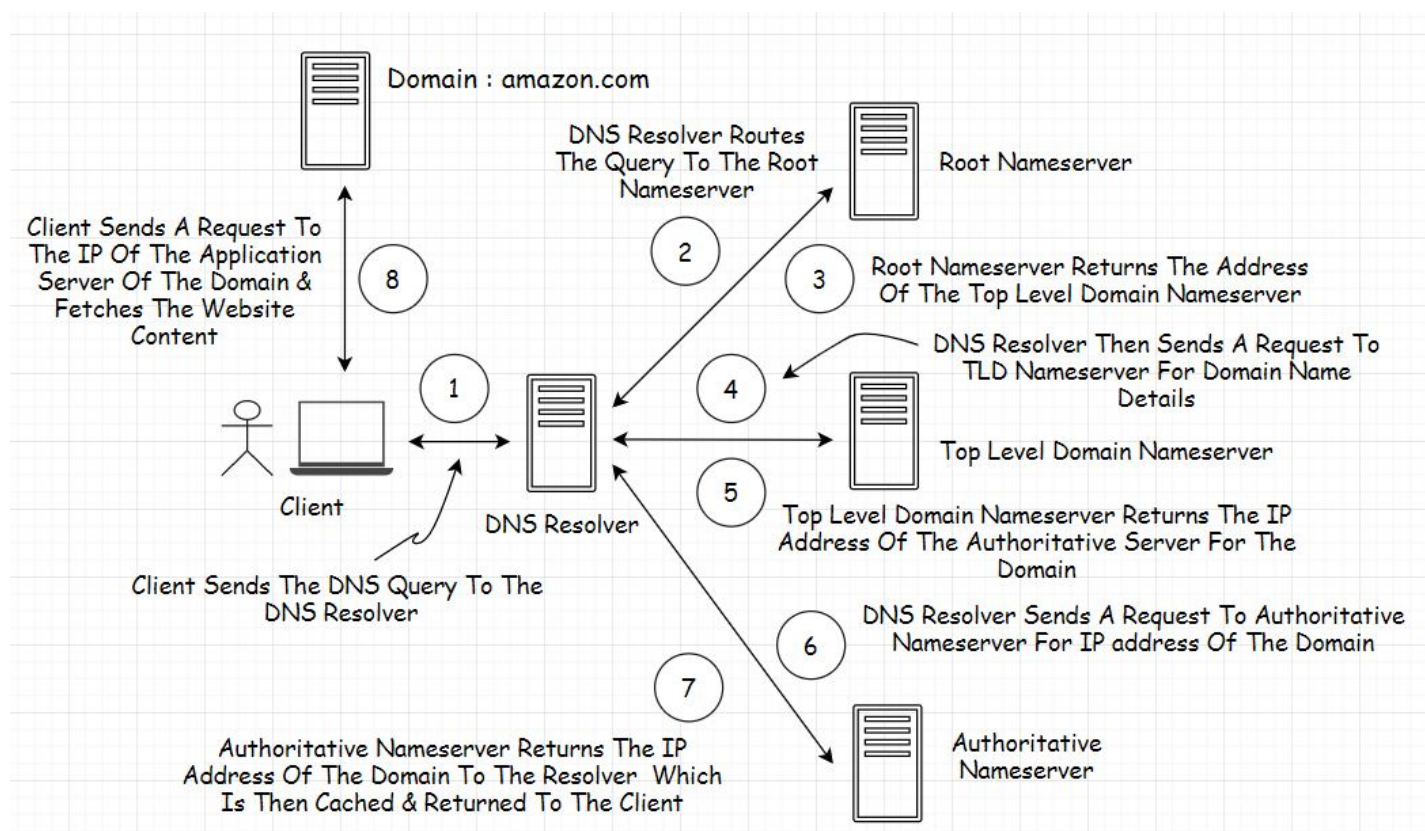 Domain : amazon.com
DNS Resolver Routes
The Query To The Root
Nameserver
Root Nameserver
Client Sends A Request To
The IP Of The Application
Server Of The Domain &
Fetches The Website
Content
8
2
3
Root Nameserver Returns The Address
Of The Top Level Domain Nameserver
DNS Resolver Then Sends A Request To
TLD Nameserver For Domain Name
Details
1
4
Top Level Domain Nameserver
Client
DNS Resolver
5
Top Level Domain Nameserver Returns The IP
Address Of The Authoritative Server For The
Domain
Client Sends The DNS Query To The
DNS Resolver
6
DNS Resolver Sends A Request To Authoritative
Nameserver For IP address Of The Domain
7
Authoritative Nameserver Returns The IP
Address Of The Domain To The Resolver Which
Is Then Cached & Returned To The Client
Authoritative
Nameserver